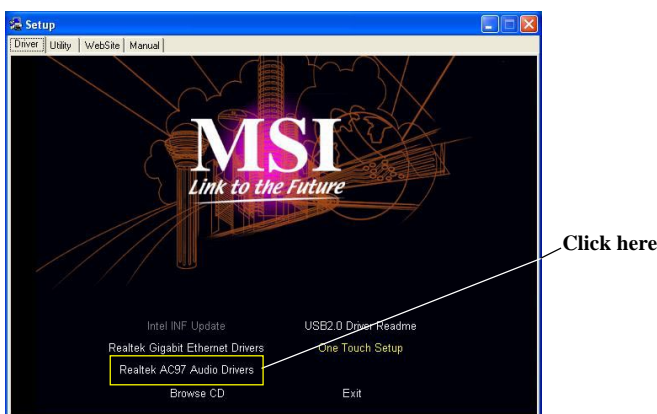 Setup
Driver Utility WebSite Manual
MSI
Link to the Future
Click here
Intel INF Update USB2.0 Driver Readme
Realtek Gigabit Ethernet Drivers One Touch Setup
Realtek AC97 Audio Drivers
Browse CD Exit